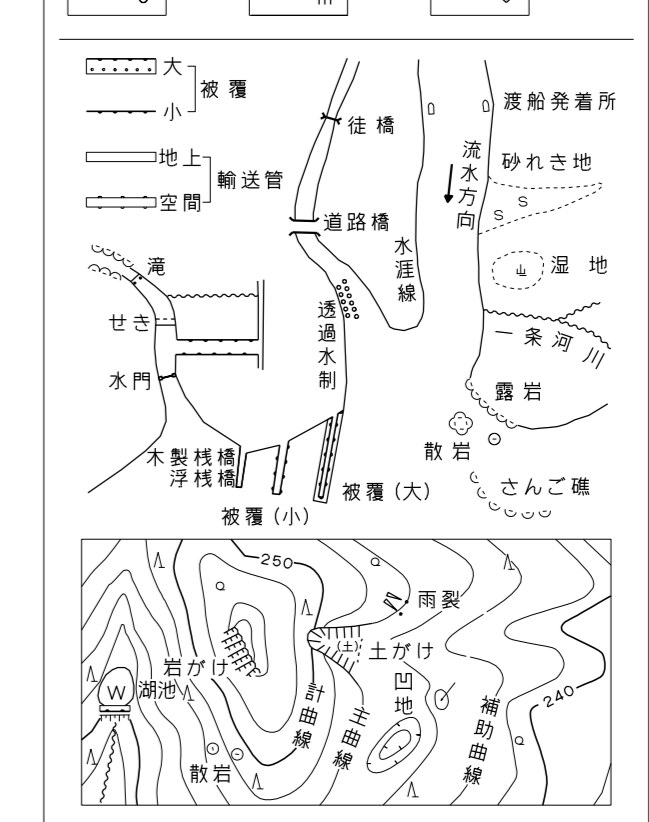 大
小
被覆
地上
空間
輸送管
徒橋
道路橋
渡船発着所
流水方向
砂れき地
S
S
水涯線
湿地
山
滝
せき
水門
透過水制
一条河川
露岩
散岩
さんご礁
木製桟橋
浮桟橋
被覆(大)
被覆(小)
250
雨裂
岩がけ
(土)
土がけ
W
湖池
計曲線
主曲線
凹地
補助曲線
240
散岩